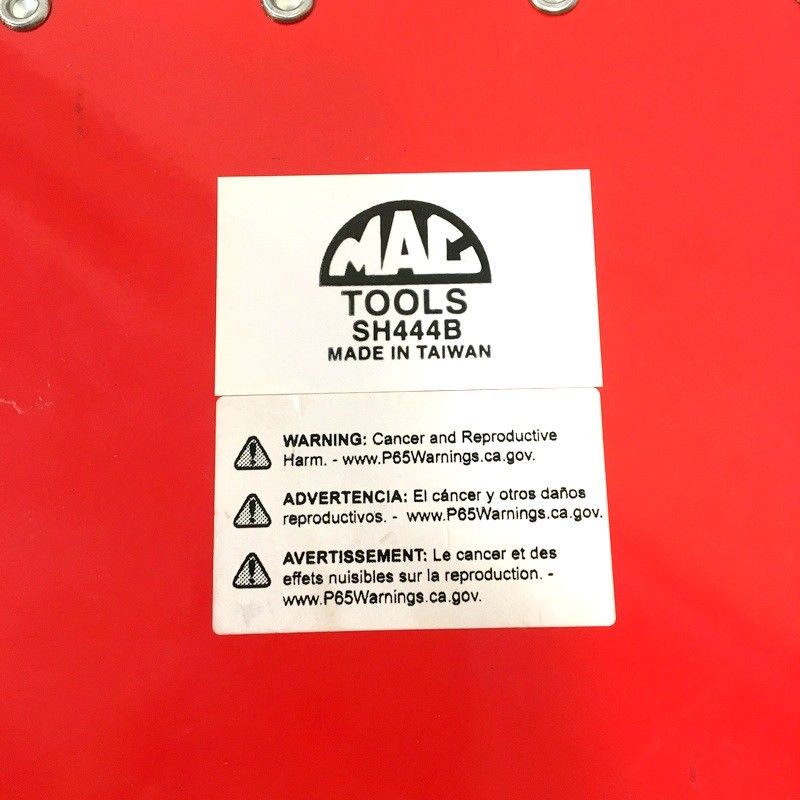 MAC
TOOLS
SH444B
MADE IN TAIWAN
WARNING: Cancer and Reproductive
Harm. - www.P65Warnings.ca.gov.
ADVERTENCIA: El cáncer y otros daños
reproductivos. - www.P65Warnings.ca.gov.
AVERTISSEMENT: Le cancer et des
effets nuisibles sur la reproduction. -
www.P65Warnings.ca.gov.